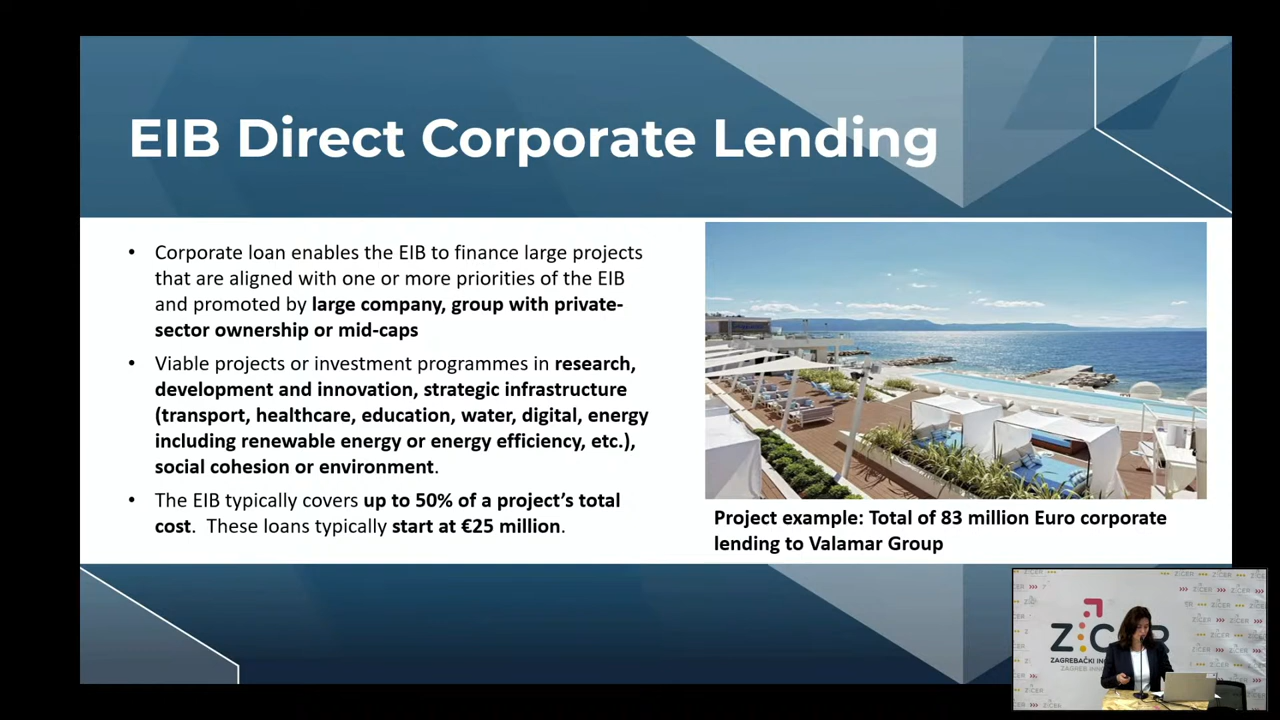 EIB Direct Corporate Lending
• Corporate loan enables the EIB to finance large projects
that are aligned with one or more priorities of the EIB
and promoted by large company, group with private-
sector ownership or mid-caps
• Viable projects or investment programmes in research,
development and innovation, strategic infrastructure
(transport, healthcare, education, water, digital, energy
including renewable energy or energy efficiency, etc.),
social cohesion or environment.
• The EIB typically covers up to 50% of a project's total
cost.  These loans typically start at €25 million.
Project example: Total of 83 million Euro corporate
lending to Valamar Group
ZICER
ZAGREBAČKI
ZAGREB